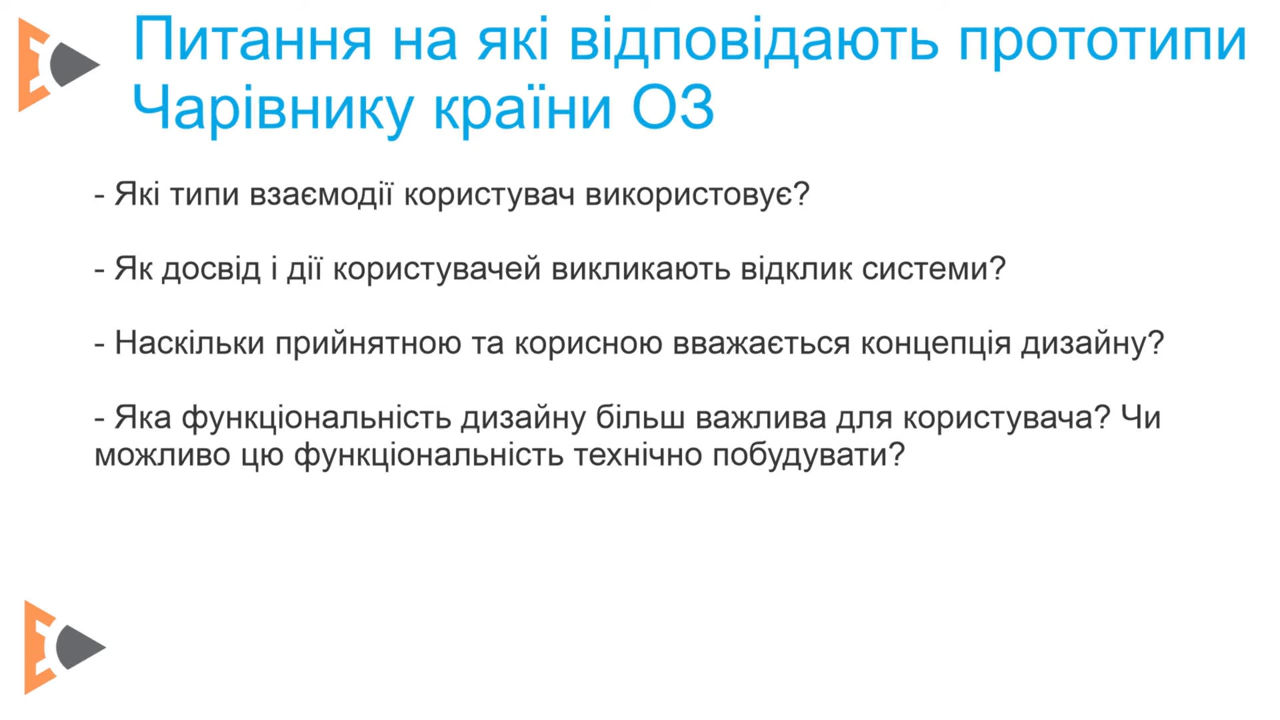 Питання на які відповідають прототипи
Чарівнику країни ОЗ
- Які типи взаємодії користувач використовує?
- Як досвід і дії користувачей викликають відклик системи?
- Наскільки прийнятною та корисною вважається концепція дизайну?
- Яка функціональність дизайну більш важлива для користувача? Чи
можливо цю функціональність технічно побудувати?